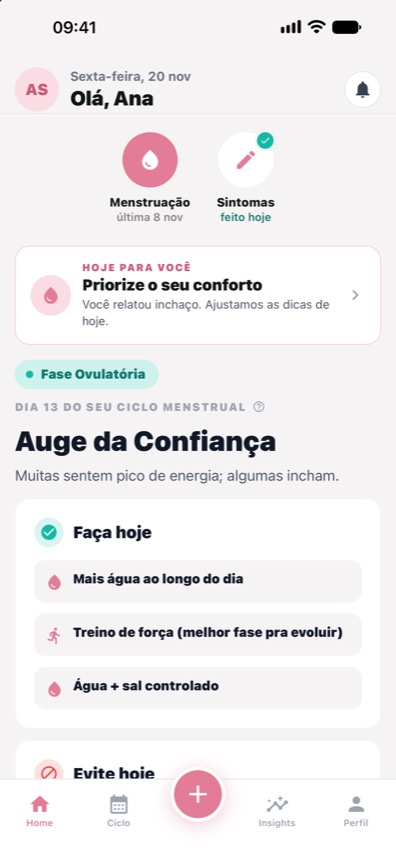 09:41
AS
Sexta-feira, 20 nov
Olá, Ana
Menstruação
última 8 nov
Sintomas
feito hoje
HOJE PARA VOCÊ
Priorize o seu conforto
Você relatou inchaço. Ajustamos as dicas de
hoje.
Fase Ovulatória
DIA 13 DO SEU CICLO MENSTRUAL
Auge da Confiança
Muitas sentem pico de energia; algumas incham.
Faça hoje
Mais água ao longo do dia
Treino de força (melhor fase pra evoluir)
Água + sal controlado
Evite hoje
Home
Ciclo
Insights
Perfil